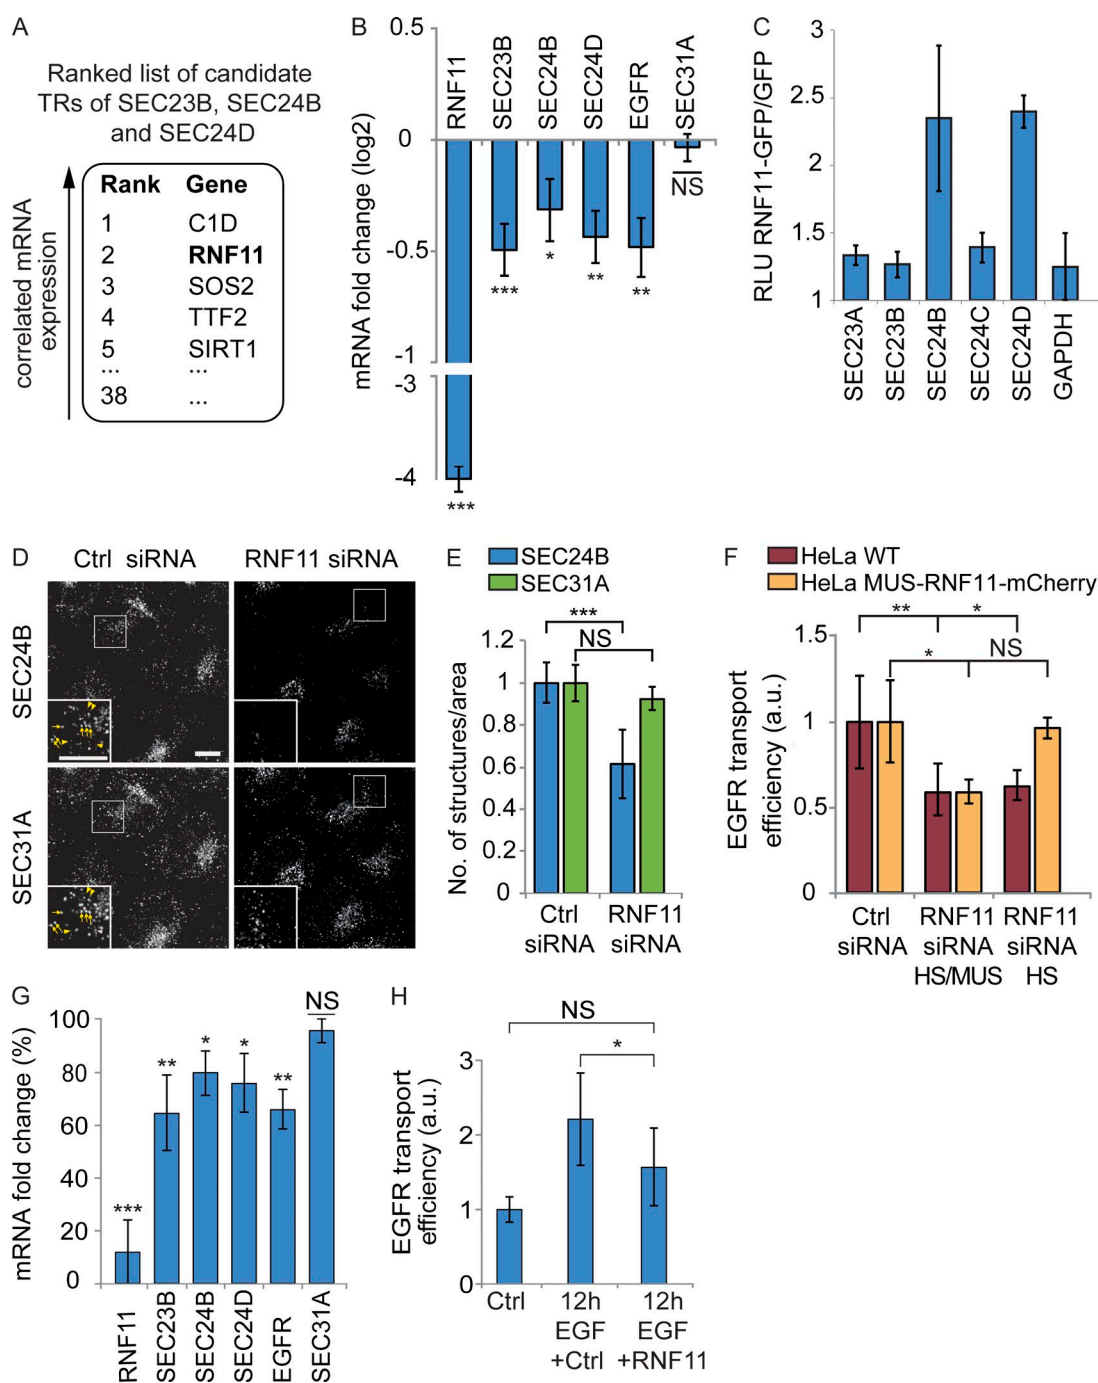 A
Ranked list of candidate
TRs of SEC23B, SEC24B
and SEC24D
correlated mRNA
expression
Rank Gene
1 C1D
2 RNF11
3 SOS2
4 TTF2
5 SIRT1
... ...
38 ...
B
mRNA fold change (log2)
0.5
0
-0.5
-1
-3
-4
RNF11
SEC23B
SEC24B
SEC24D
EGFR
SEC31A
***
***
*
**
**
NS
C
RLU RNF11-GFP/GFP
3
2.5
2
1.5
1
SEC23A
SEC23B
SEC24B
SEC24C
SEC24D
GAPDH
D
Ctrl siRNA
RNF11 siRNA
SEC24B
SEC31A
E
SEC24B
SEC31A
***
NS
No. of structures/area
1.2
1
0.8
0.6
0.4
1.2
0
Ctrl
siRNA
RNF11
siRNA
F
HeLa WT
HeLa MUS-RNF11-mCherry
** *
* NS
EGFR transport
efficiency (a.u.)
1.5
1
0.5
0
Ctrl
siRNA
RNF11
siRNA
HS/MUS
RNF11
siRNA
HS
G
mRNA fold change (%)
100
80
60
40
20
0
***
**
*
*
**
NS
RNF11
SEC23B
SEC24B
SEC24D
EGFR
SEC31A
H
NS
*
EGFR transport
efficiency (a.u.)
3
2
1
0
Ctrl
12h
EGF
+Ctrl
12h
EGF
+RNF11